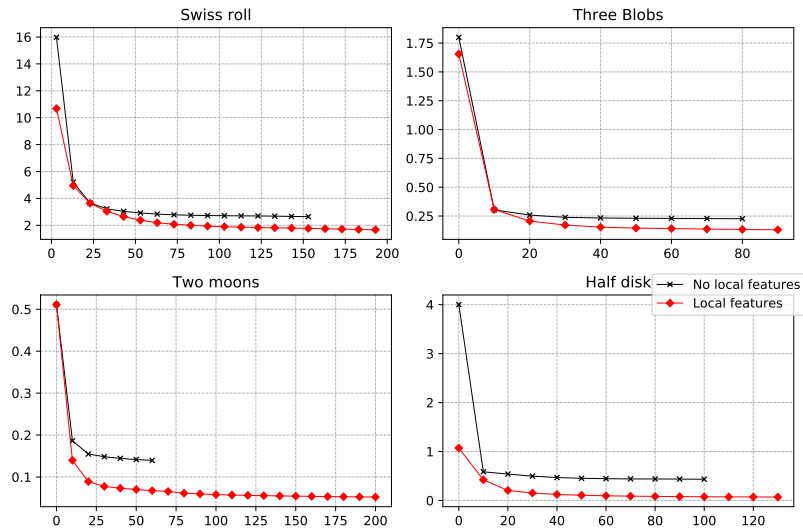 Swiss roll
16
14
12
10
8
6
4
2
0 25 50 75 100 125 150 175 200
Three Blobs
1.75
1.50
1.25
1.00
0.75
0.50
0.25
0 20 40 60 80
Two moons
0.5
0.4
0.3
0.2
0.1
0 25 50 75 100 125 150 175 200
Half disk
No local features
Local features
4
3
2
1
0
0 20 40 60 80 100 120